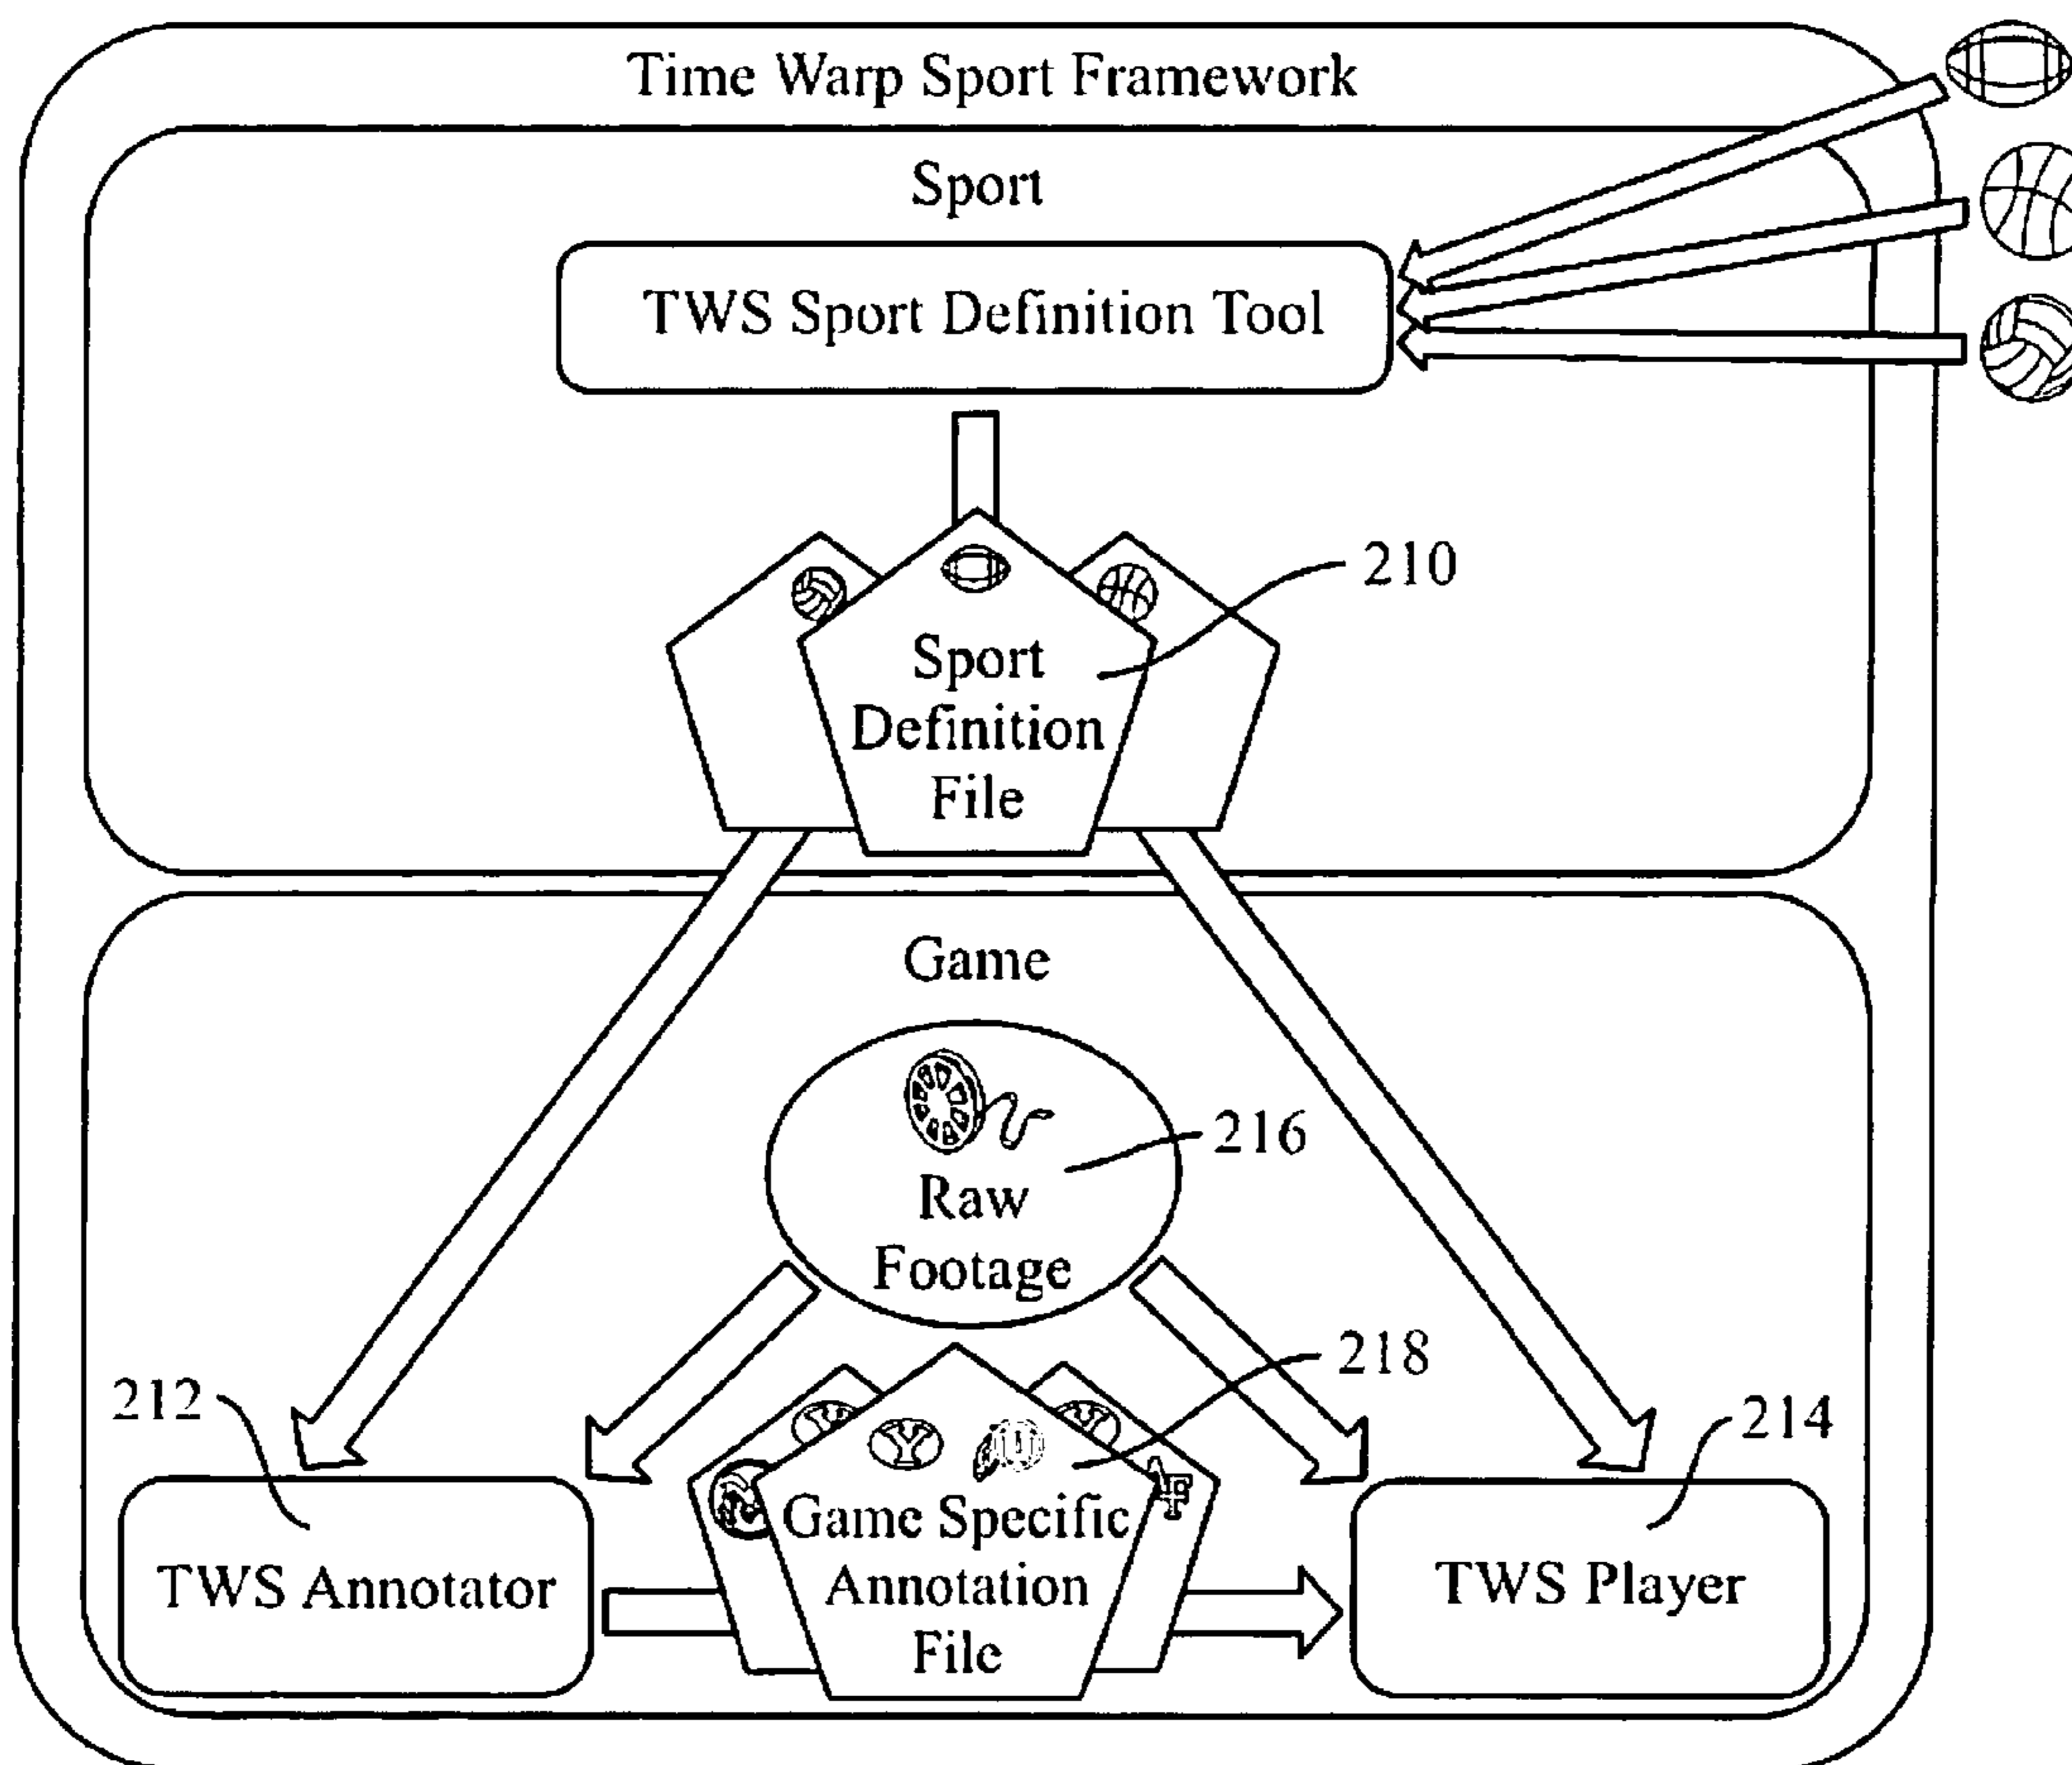 Time Warp Sport Framework
Sport
TWS Sport Definition Tool
210
Sport
Definition
File
Game
216
Raw
Footage
218
212
214
Y
U
Game Specific
Annotation
File
TWS Annotator
TWS Player